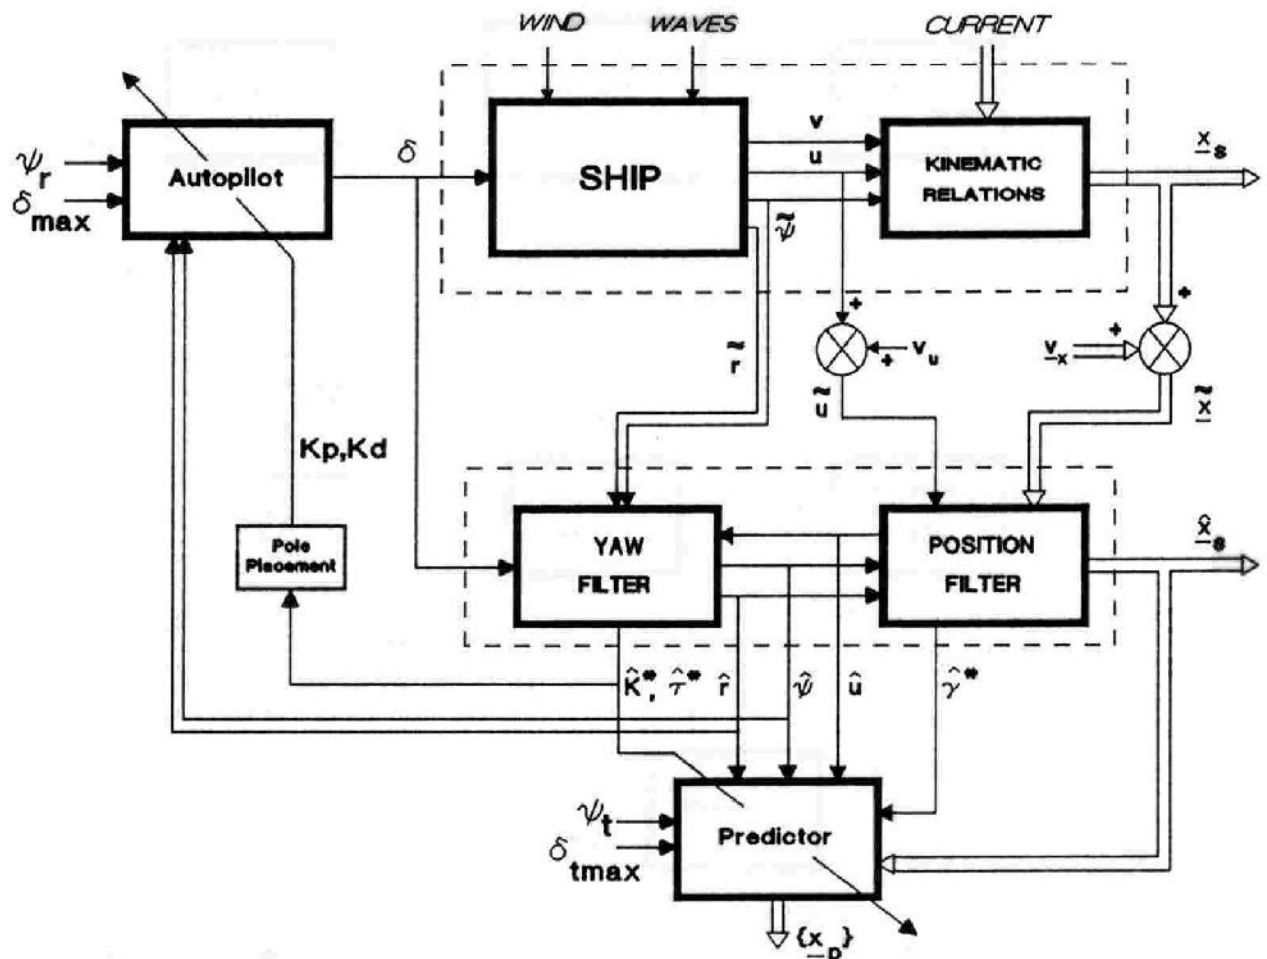 WIND WAVES CURRENT
ψr
δmax
Autopilot
δ
SHIP
v
u
ψ̃
KINEMATIC
RELATIONS
x̲s
r̃
+
+ vu
ũ
v̲x +
+
x̲̃
Kp,Kd
Pole
Placement
YAW
FILTER
POSITION
FILTER
x̲̂s
K̂*, τ̂* r̂ ψ̂ û γ̂*
ψt
δtmax
Predictor
{x̲p}